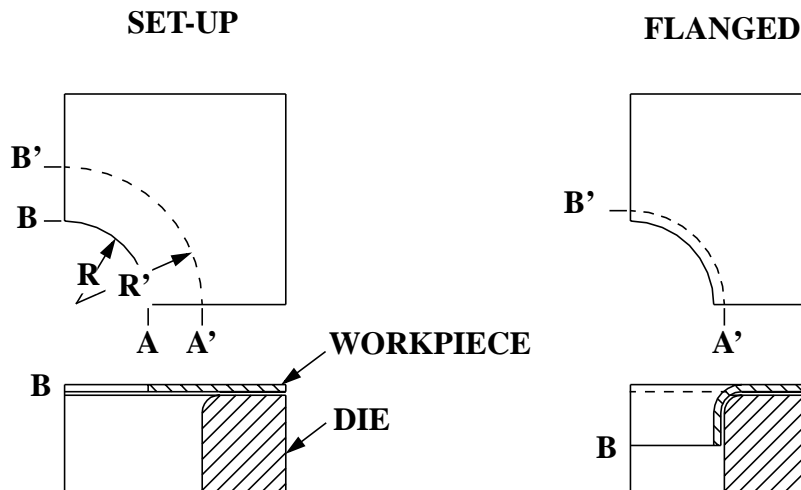 SET-UP
FLANGED
B’
B
R
R’
A
A’
B’
A’
WORKPIECE
B
DIE
B